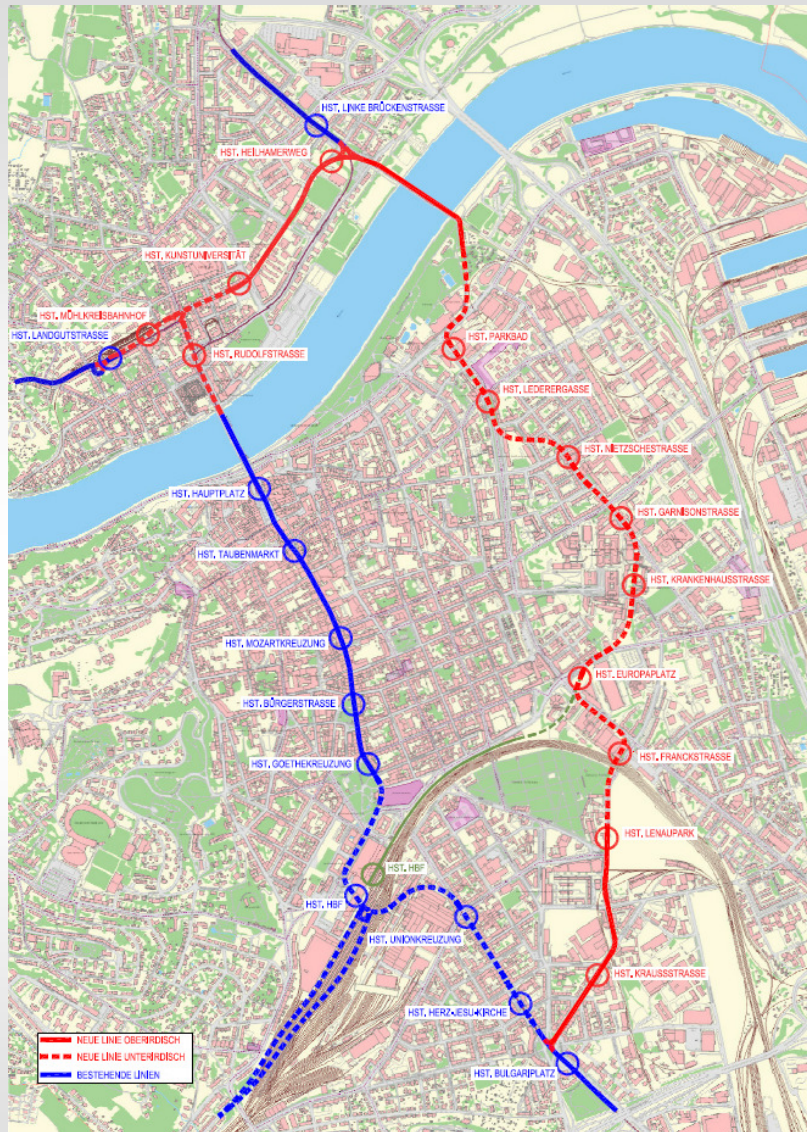 HST. LINKE BRÜCKENSTRASSE
HST. HEILHAMERWEG
HST. KUNSTUNIVERSITÄT
HST. MÜHLKREISBAHNHOF
HST. LANDGUTSTRASSE
HST. RUDOLFSTRASSE
HST. PARKBAD
HST. LEDERERGASSE
HST. NIETZSCHESTRASSE
HST. HAUPTPLATZ
HST. GARNISONSTRASSE
HST. TAUBENMARKT
HST. KRANKENHAUSSTRASSE
HST. MOZARTKREUZUNG
HST. EUROPAPLATZ
HST. BÜRGERSTRASSE
HST. FRANCKSTRASSE
HST. GOETHEKREUZUNG
HST. LENAUPARK
HST. HBF
HST. HBF
HST. UNIONKREUZUNG
HST. KRAUSSSTRASSE
HST. HERZ-JESU-KIRCHE
HST. BULGARIPLATZ
NEUE LINIE OBERIRDISCH
NEUE LINIE UNTERIRDISCH
BESTEHENDE LINIEN